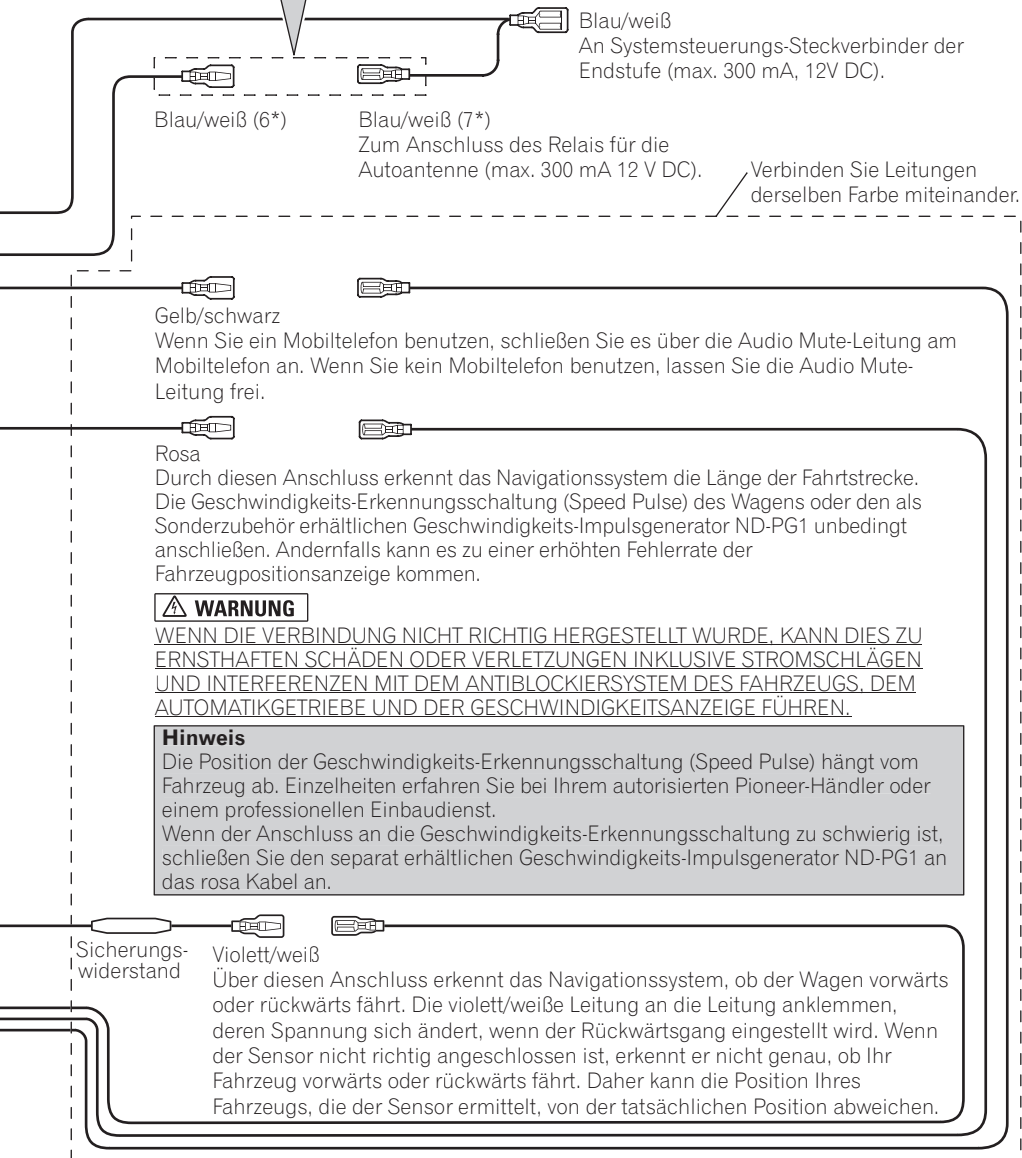 Blau/weiß
An Systemsteuerungs-Steckverbinder der
Endstufe (max. 300 mA, 12V DC).
Blau/weiß (6*)
Blau/weiß (7*)
Zum Anschluss des Relais für die
Autoantenne (max. 300 mA 12 V DC).
Verbinden Sie Leitungen
derselben Farbe miteinander.
Gelb/schwarz
Wenn Sie ein Mobiltelefon benutzen, schließen Sie es über die Audio Mute-Leitung am
Mobiltelefon an. Wenn Sie kein Mobiltelefon benutzen, lassen Sie die Audio Mute-
Leitung frei.
Rosa
Durch diesen Anschluss erkennt das Navigationssystem die Länge der Fahrtstrecke.
Die Geschwindigkeits-Erkennungsschaltung (Speed Pulse) des Wagens oder den als
Sonderzubehör erhältlichen Geschwindigkeits-Impulsgenerator ND-PG1 unbedingt
anschließen. Andernfalls kann es zu einer erhöhten Fehlerrate der
Fahrzeugpositionsanzeige kommen.
WARNUNG
WENN DIE VERBINDUNG NICHT RICHTIG HERGESTELLT WURDE, KANN DIES ZU
ERNSTHAFTEN SCHÄDEN ODER VERLETZUNGEN INKLUSIVE STROMSCHLÄGEN
UND INTERFERENZEN MIT DEM ANTIBLOCKIERSYSTEM DES FAHRZEUGS, DEM
AUTOMATIKGETRIEBE UND DER GESCHWINDIGKEITSANZEIGE FÜHREN.
Hinweis
Die Position der Geschwindigkeits-Erkennungsschaltung (Speed Pulse) hängt vom
Fahrzeug ab. Einzelheiten erfahren Sie bei Ihrem autorisierten Pioneer-Händler oder
einem professionellen Einbaudienst.
Wenn der Anschluss an die Geschwindigkeits-Erkennungsschaltung zu schwierig ist,
schließen Sie den separat erhältlichen Geschwindigkeits-Impulsgenerator ND-PG1 an
das rosa Kabel an.
Sicherungs-
widerstand
Violett/weiß
Über diesen Anschluss erkennt das Navigationssystem, ob der Wagen vorwärts
oder rückwärts fährt. Die violett/weiße Leitung an die Leitung anklemmen,
deren Spannung sich ändert, wenn der Rückwärtsgang eingestellt wird. Wenn
der Sensor nicht richtig angeschlossen ist, erkennt er nicht genau, ob Ihr
Fahrzeug vorwärts oder rückwärts fährt. Daher kann die Position Ihres
Fahrzeugs, die der Sensor ermittelt, von der tatsächlichen Position abweichen.